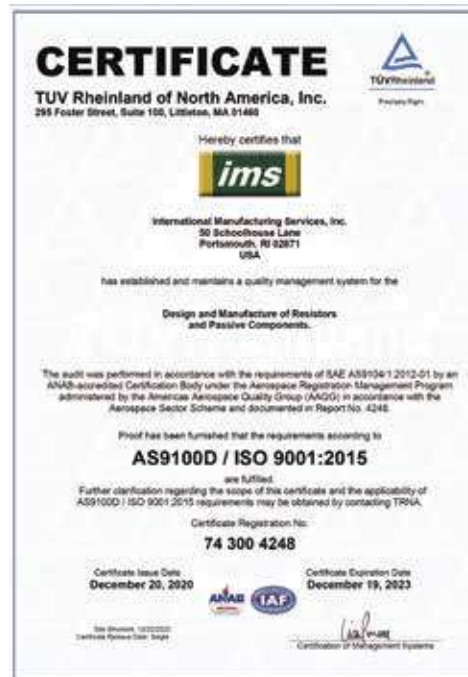 CERTIFICATE
TUV Rheinland of North America, Inc.
295 Foster Street, Suite 100, Littleton, MA 01460
TÜVRheinland®
Precisely Right.
Hereby certifies that
ims
International Manufacturing Services, Inc.
50 Schoolhouse Lane
Portsmouth, RI 02871
USA
has established and maintains a quality management system for the
Design and Manufacture of Resistors
and Passive Components.
The audit was performed in accordance with the requirements of SAE AS9104/1:2012-01 by an
ANAB-accredited Certification Body under the Aerospace Registration Management Program
administered by the Americas Aerospace Quality Group (AAQG) in accordance with the
Aerospace Sector Scheme and documented in Report No. 4248.
Proof has been furnished that the requirements according to
AS9100D / ISO 9001:2015
are fulfilled.
Further clarification regarding the scope of this certificate and the applicability of
AS9100D / ISO 9001:2015 requirements may be obtained by contacting TRNA.
Certificate Registration No.
74 300 4248
Certificate Issue Date
December 20, 2020
Certificate Expiration Date
December 19, 2023
ANAB
IAF
Site Structure: Single
Certification of Management Systems